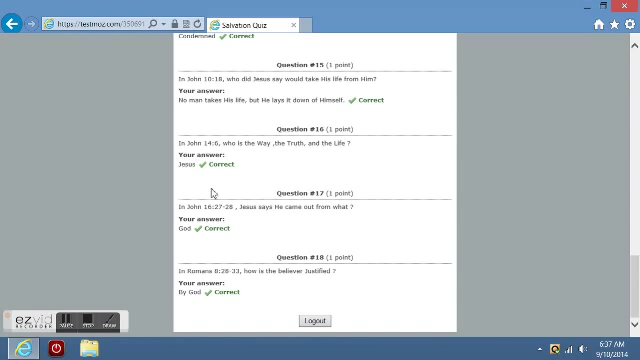 https://testmoz.com/350691
Salvation Quiz
Condemned Correct
Question #15 (1 point)
In John 10:18, who did Jesus say would take His life from Him?
Your answer:
No man takes His life, but He lays it down of Himself. Correct
Question #16 (1 point)
In John 14:6, who is the Way ,the Truth, and the Life ?
Your answer:
Jesus Correct
Question #17 (1 point)
In John 16:27-28 , Jesus says He came out from what ?
Your answer:
God Correct
Question #18 (1 point)
In Romans 8:28-33, how is the believer Justified ?
Your answer:
By God Correct
Logout
ezvid
RECORDER
PAUSE STOP DRAW
6:37 AM
9/10/2014